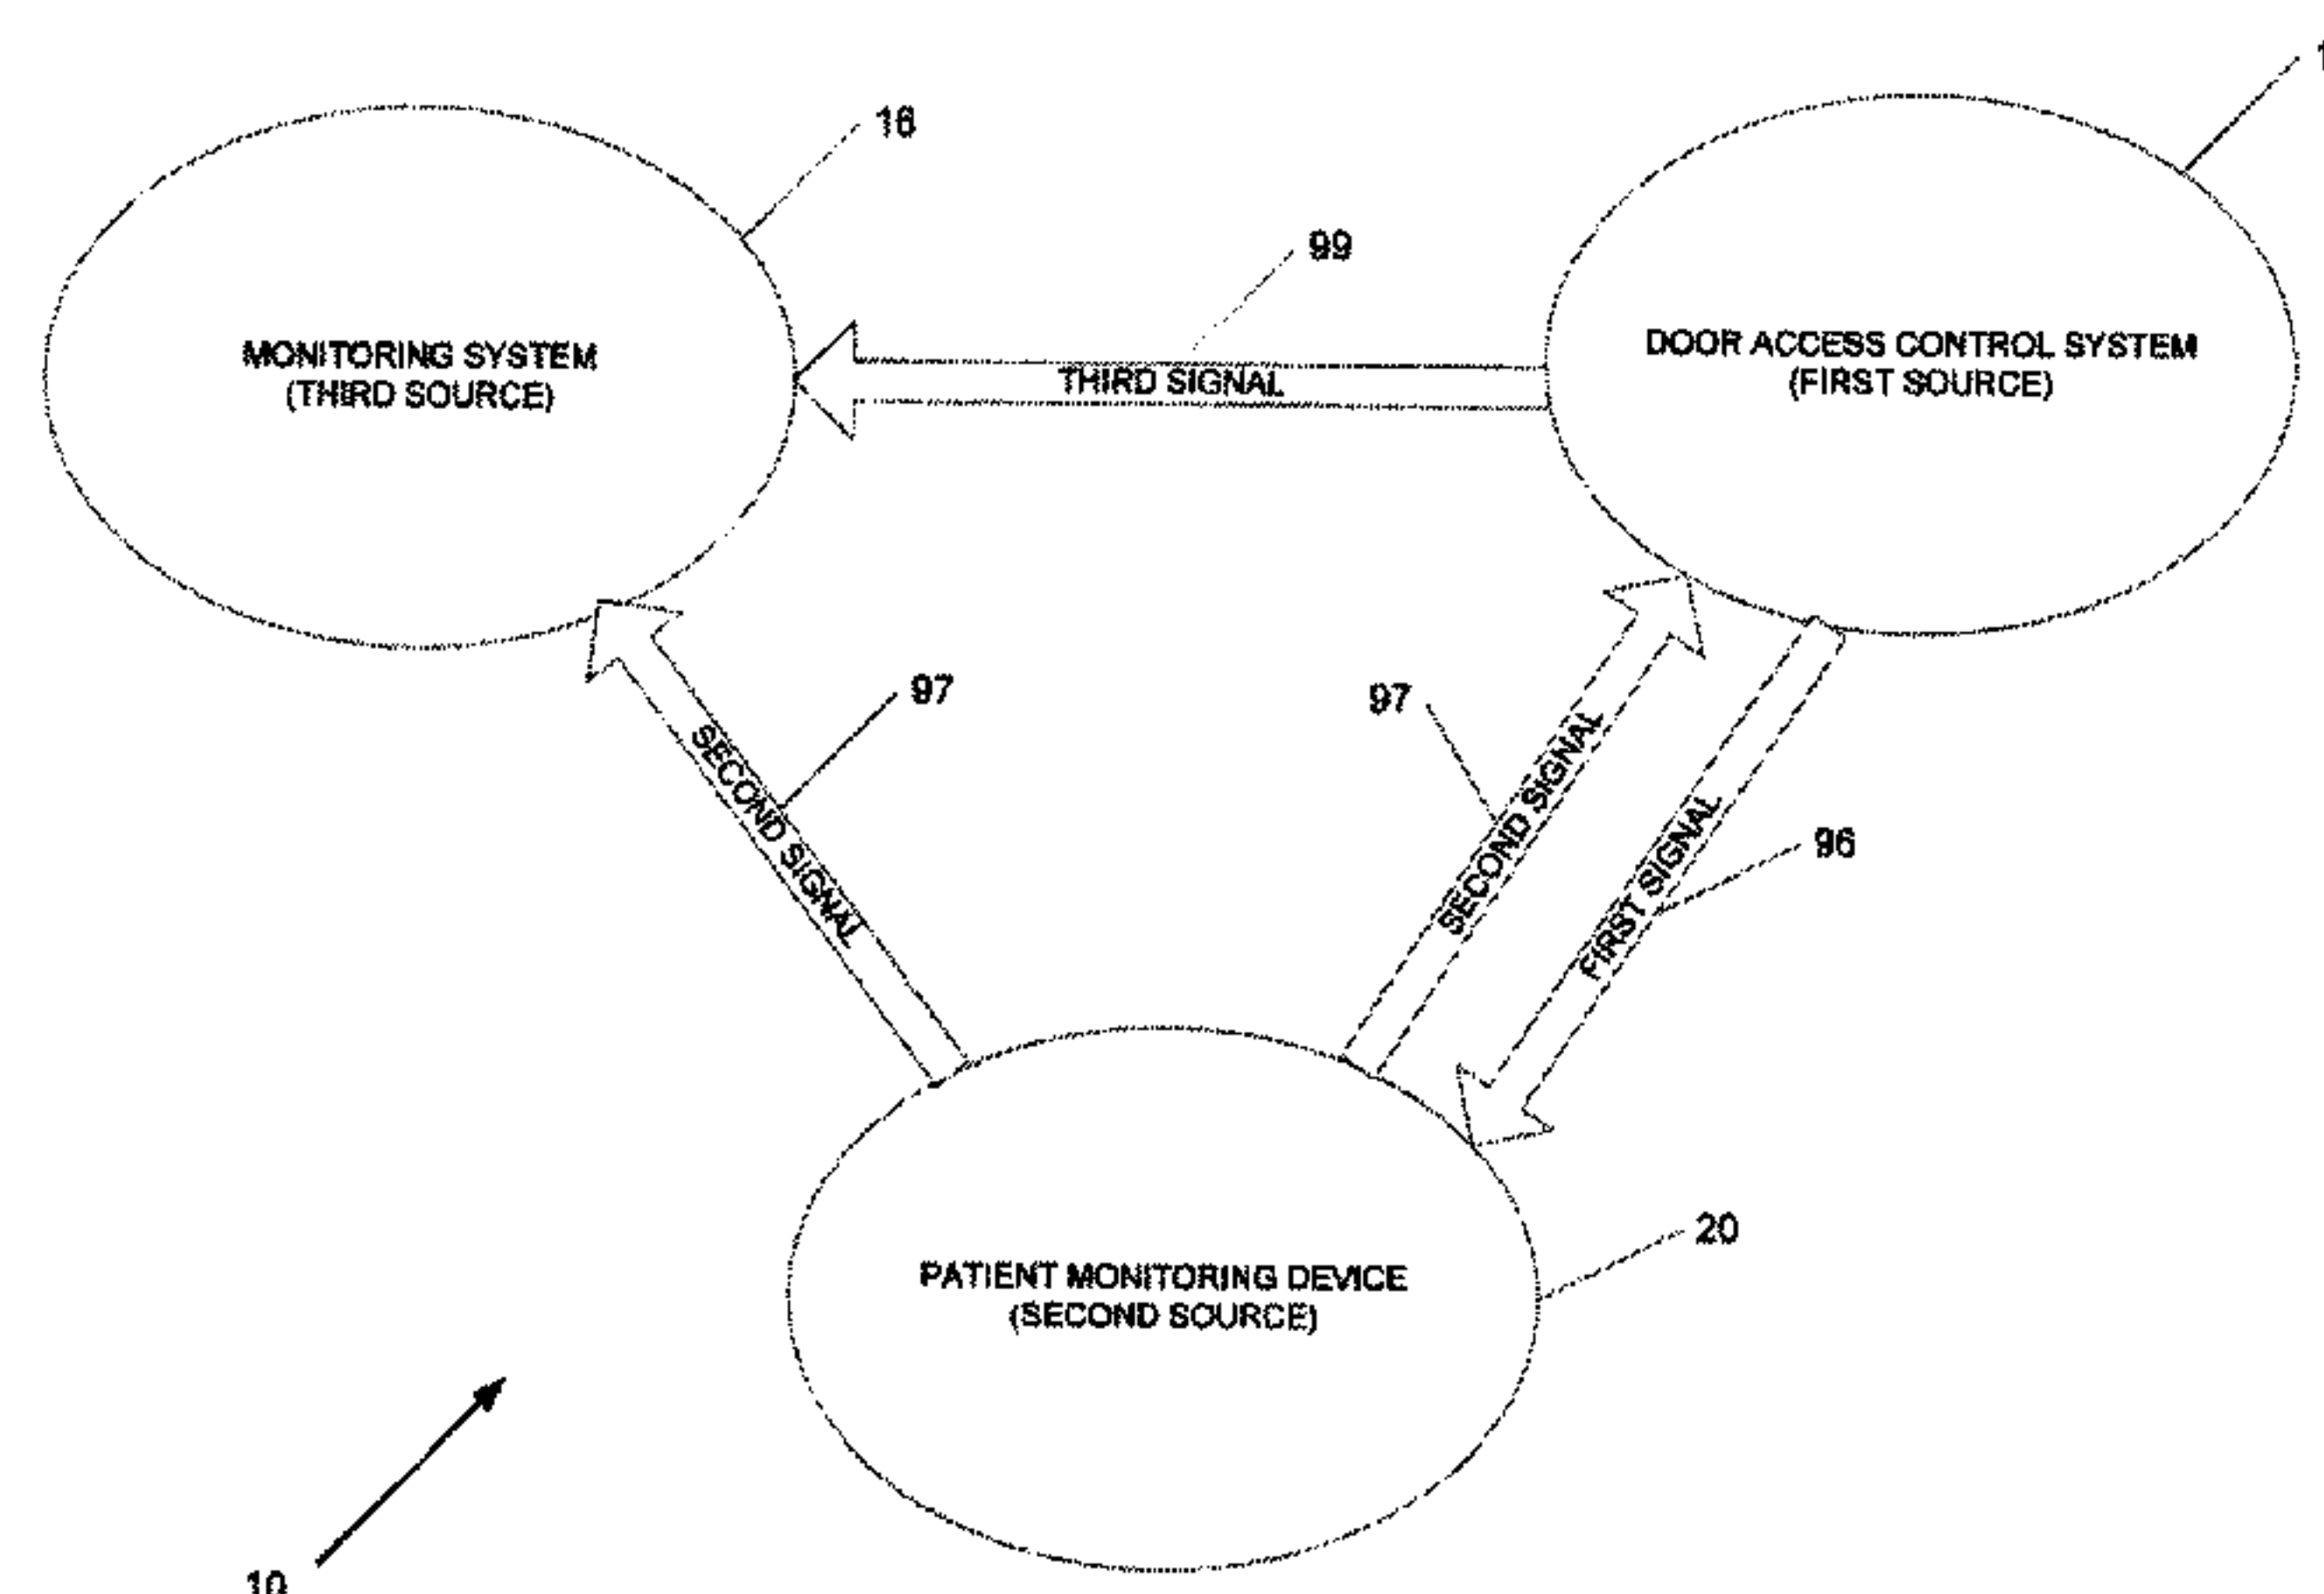 16
99
MONITORING SYSTEM
(THIRD SOURCE)
DOOR ACCESS CONTROL SYSTEM
(FIRST SOURCE)
THIRD SIGNAL
97
SECOND SIGNAL
97
SECOND SIGNAL
96
FIRST SIGNAL
20
PATIENT MONITORING DEVICE
(SECOND SOURCE)
10